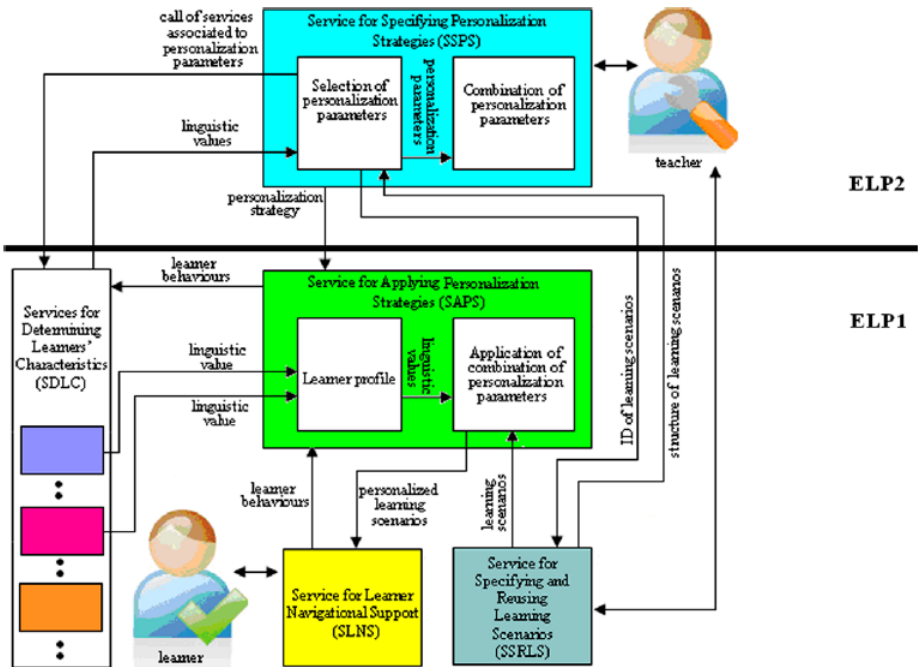 call of services
associated to
personalization
parameters
Service for Specifying Personalization
Strategies (SSPS)
Selection of
personalization
parameters
personalization
parameters
Combination of
personalization
parameters
linguistic
values
teacher
ELP2
personalization
strategy
learner
behaviours
Services for
Determining
Learners'
Characteristics
(SDLC)
Service for Applying Personalization
Strategies (SAPS)
ELP1
linguistic
value
Learner profile
linguistic
values
Application of
combination of
personalization
parameters
linguistic
value
ID of learning scenarios
structure of learning scenarios
learner
behaviours
personalized
learning
scenarios
learning
scenarios
Service for Learner
Navigational Support
(SLNS)
Service for
Specifying and
Reusing
Learning
Scenarios
(SSRLS)
learner